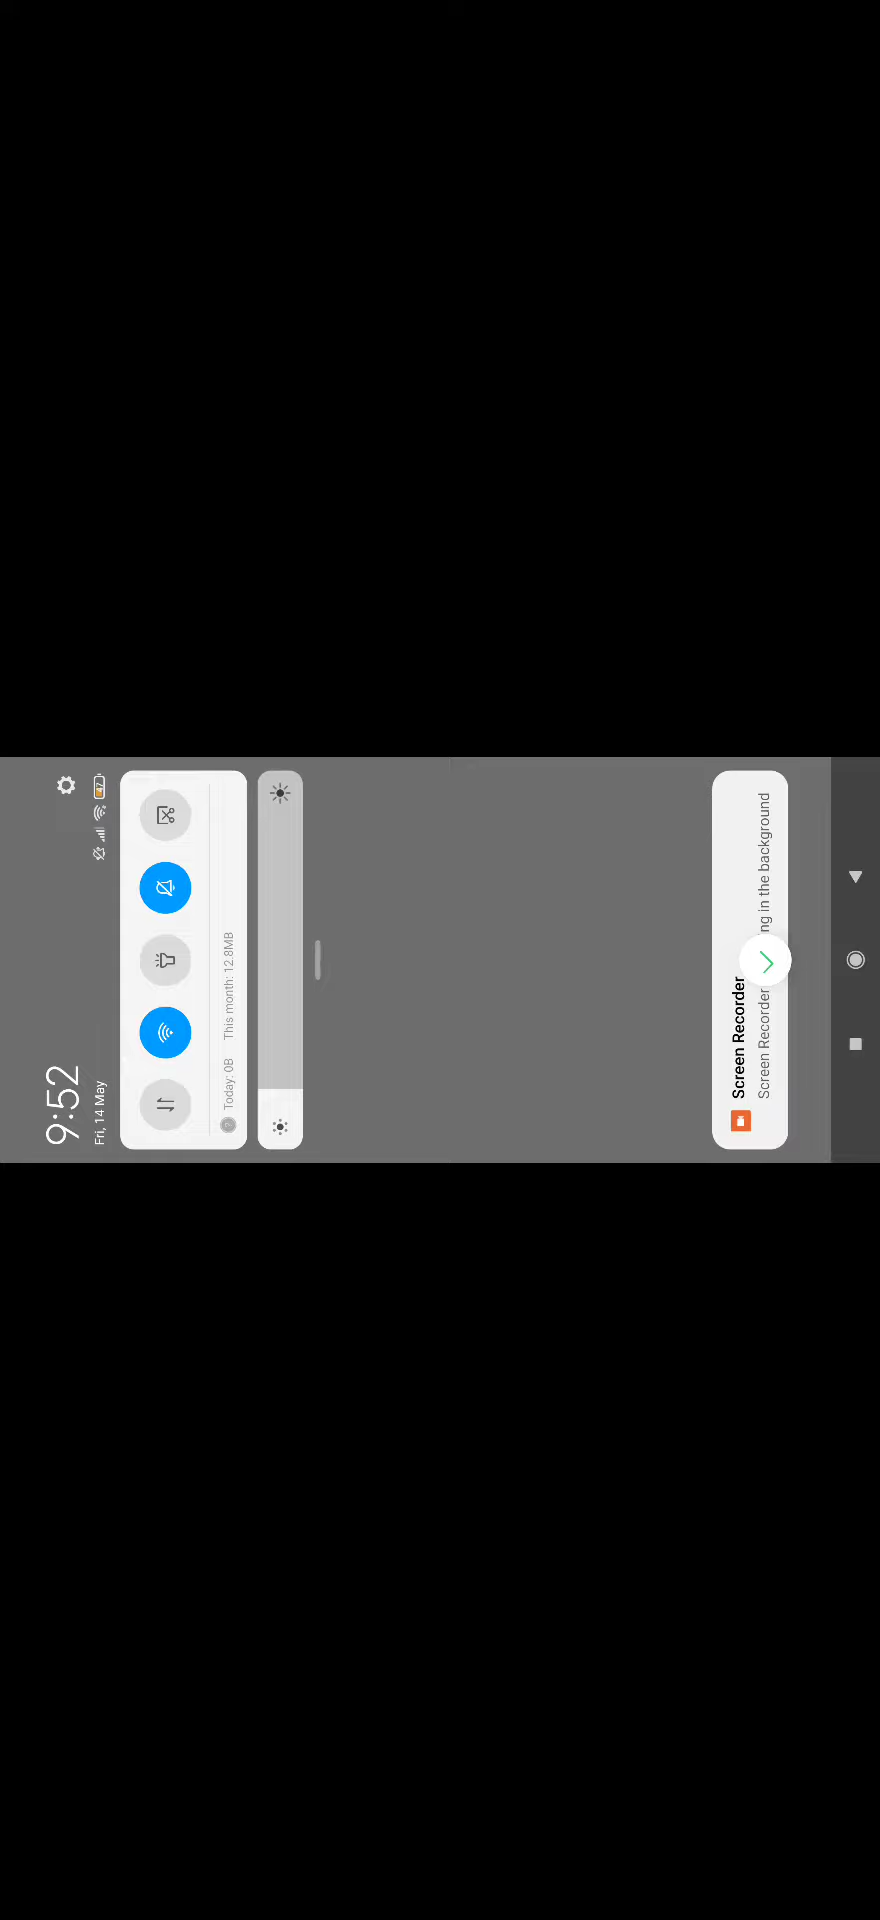 9:52
Fri, 14 May
47
Today: 0B This month: 12.8MB
Screen Recorder
Screen Recorder ng in the background